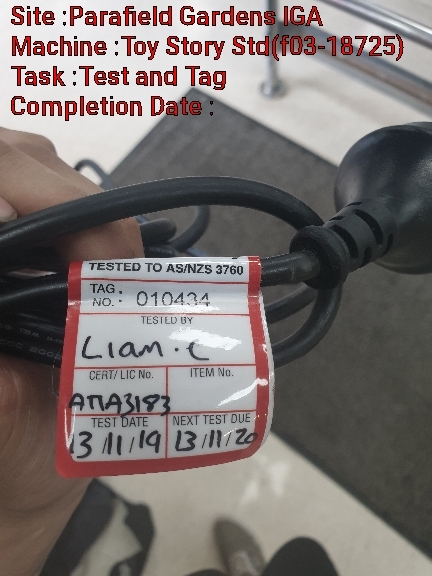 Site :Parafield Gardens IGA
Machine :Toy Story Std(f03-18725)
Task :Test and Tag
Completion Date :
TESTED TO AS/NZS 3760
TAG. NO. : 010434
TESTED BY
Liam.C
CERT/ LIC No. ITEM No.
ATTA3183
TEST DATE NEXT TEST DUE
13/11/19 13/11/20